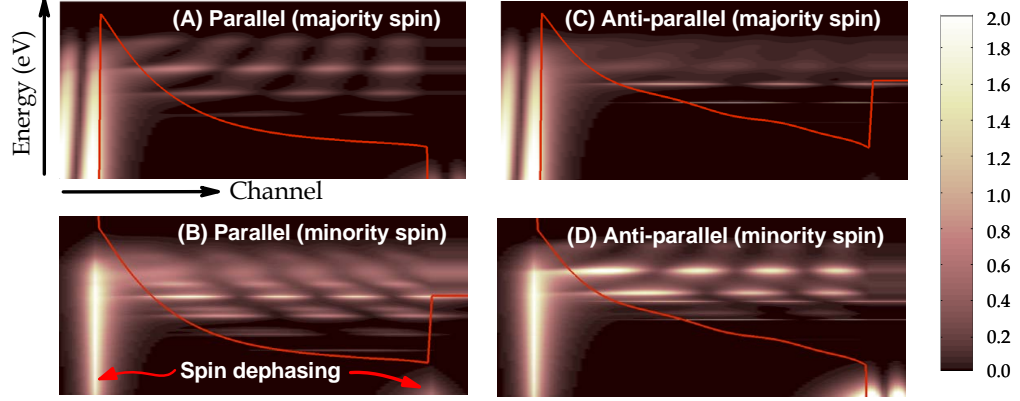 (A) Parallel (majority spin)
(C) Anti-parallel (majority spin)
Energy (eV)
Channel
(B) Parallel (minority spin)
(D) Anti-parallel (minority spin)
Spin dephasing
2.0
1.8
1.6
1.4
1.2
1.0
0.8
0.6
0.4
0.2
0.0